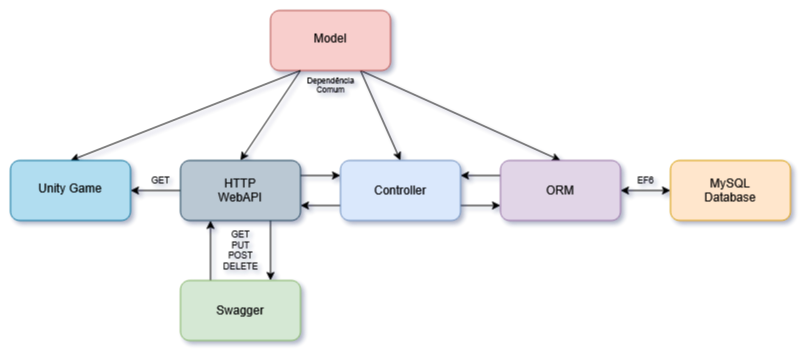 Model
Dependência
Comum
Unity Game
GET
HTTP
WebAPI
Controller
ORM
EF6
MySQL
Database
GET
PUT
POST
DELETE
Swagger